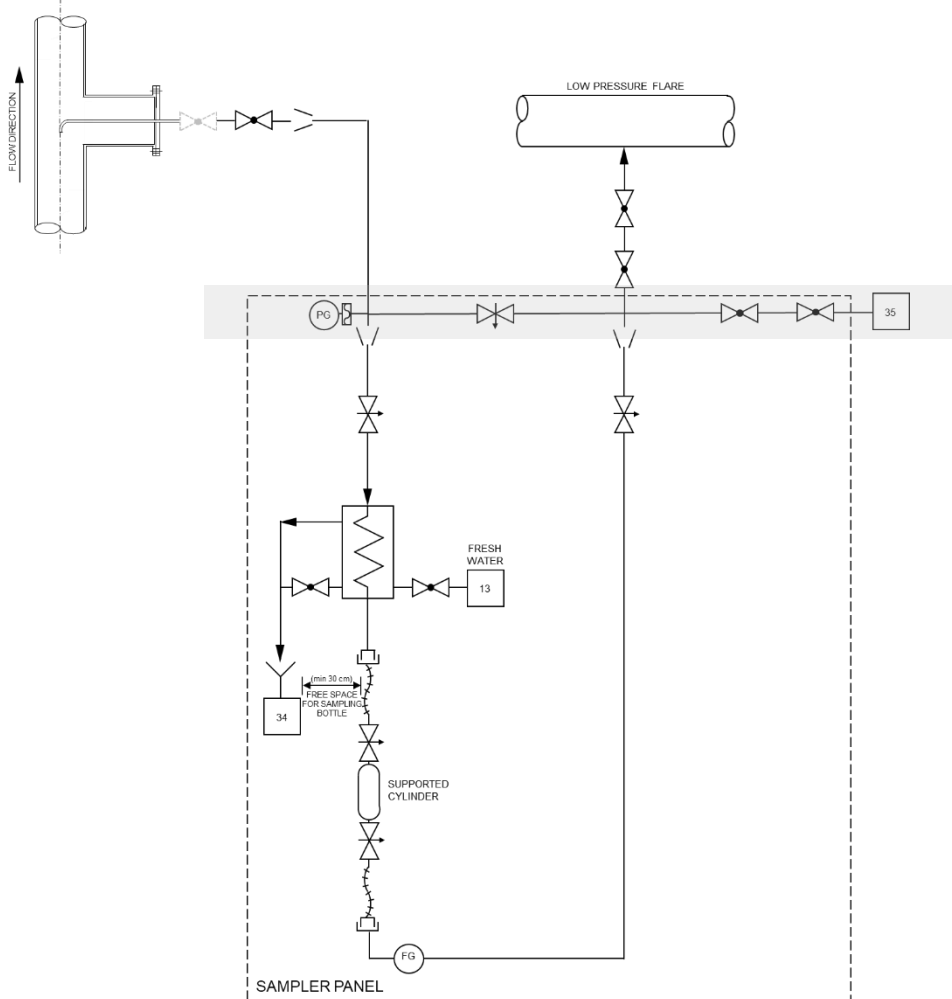 FLOW DIRECTION
LOW PRESSURE FLARE
PG
35
FRESH
WATER
13
(min 30 cm)
FREE SPACE
FOR SAMPLING
BOTTLE
34
SUPPORTED
CYLINDER
FG
SAMPLER PANEL